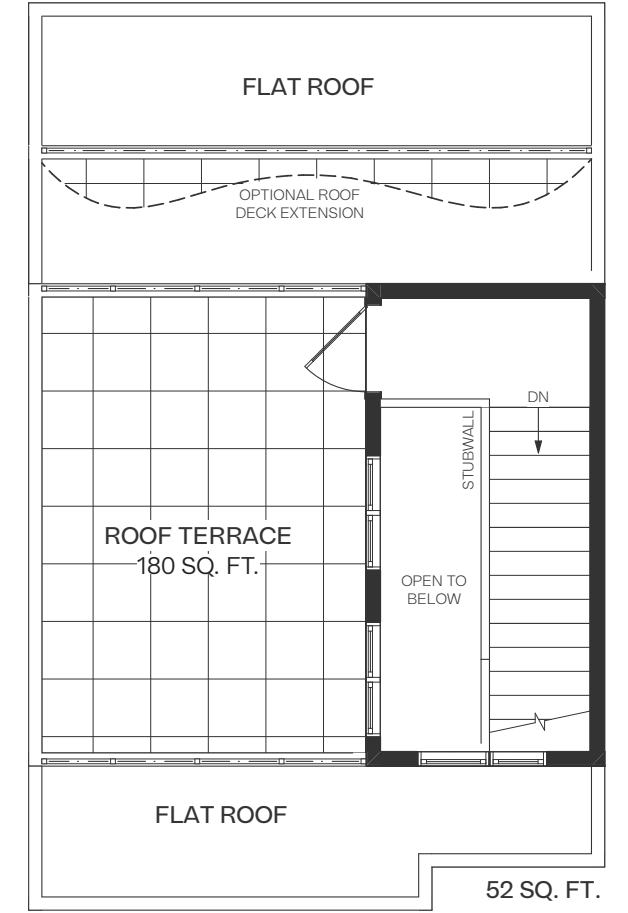 FLAT ROOF
OPTIONAL ROOF
DECK EXTENSION
DN
STUBWALL
ROOF TERRACE
180 SQ. FT.
OPEN TO
BELOW
FLAT ROOF
52 SQ. FT.